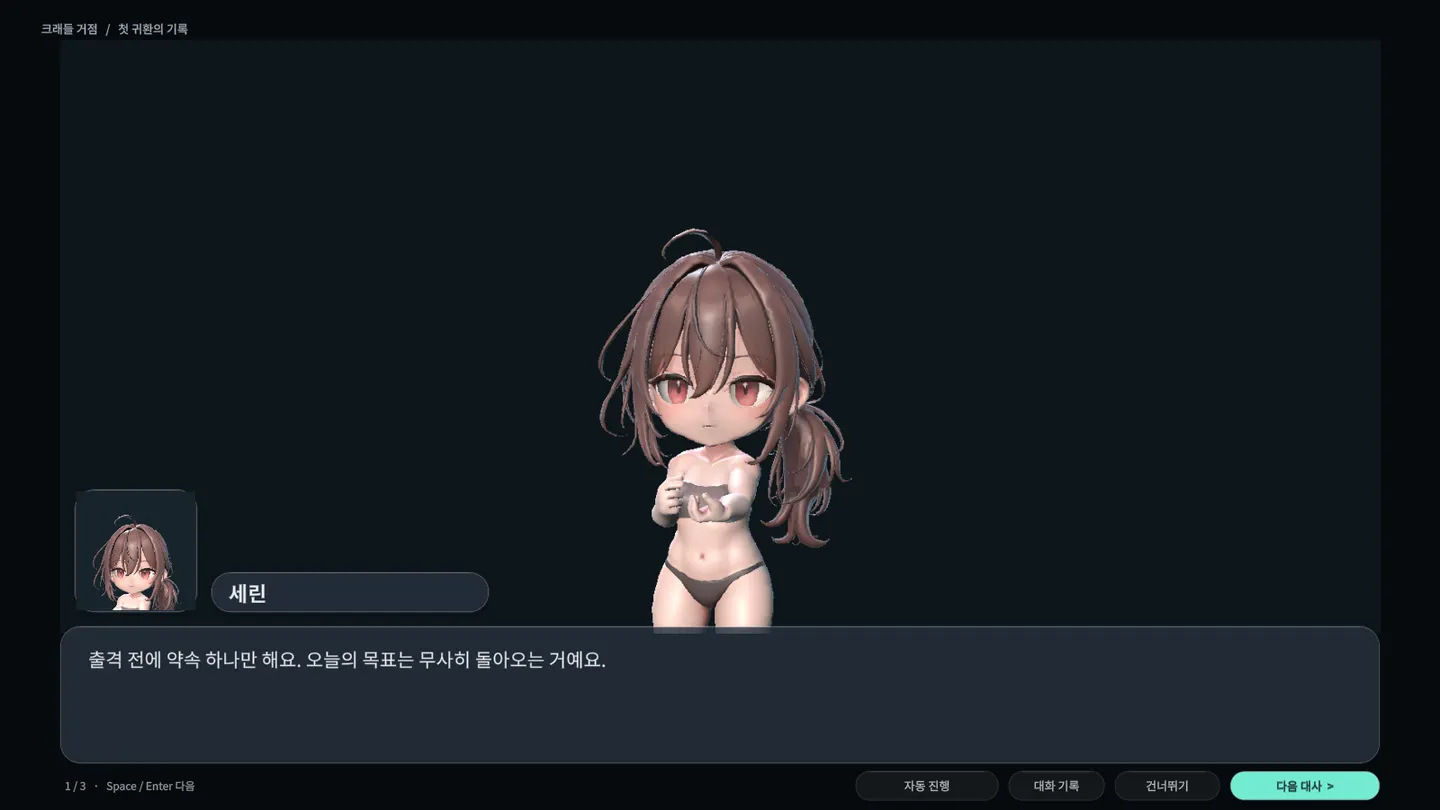 크래들 거점 / 첫 귀환의 기록
세린
출격 전에 약속 하나만 해요. 오늘의 목표는 무사히 돌아오는 거예요.
1 / 3 · Space / Enter 다음
자동 진행
대화 기록
건너뛰기
다음 대사 >